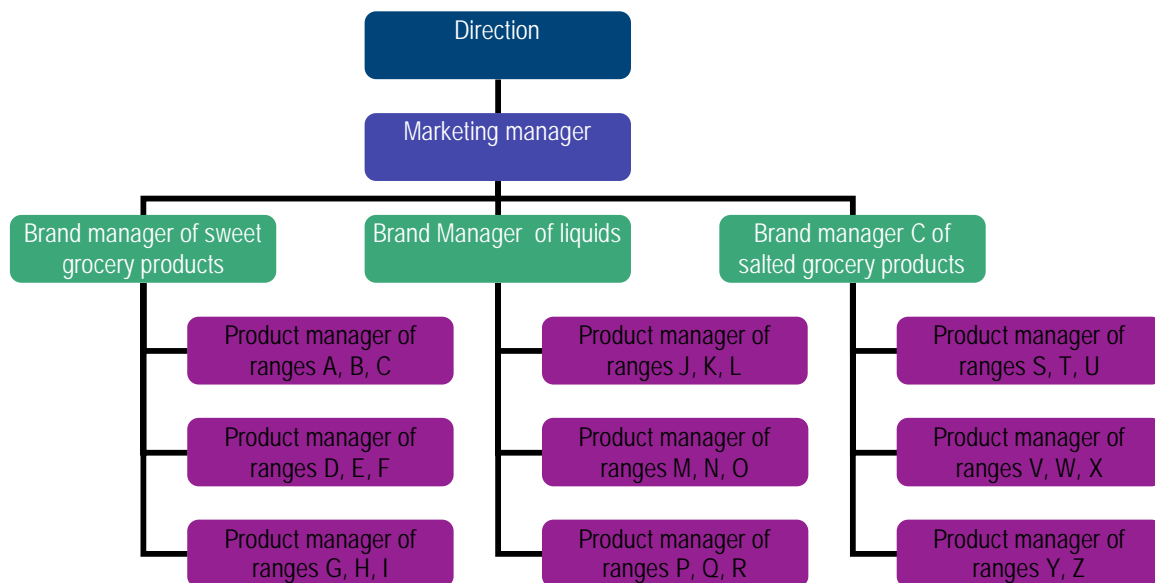 Direction
Marketing manager
Brand manager of sweet
grocery products
Brand Manager of liquids
Brand manager C of
salted grocery products
Product manager of
ranges A, B, C
Product manager of
ranges J, K, L
Product manager of
ranges S, T, U
Product manager of
ranges D, E, F
Product manager of
ranges M, N, O
Product manager of
ranges V, W, X
Product manager of
ranges G, H, I
Product manager of
ranges P, Q, R
Product manager of
ranges Y, Z